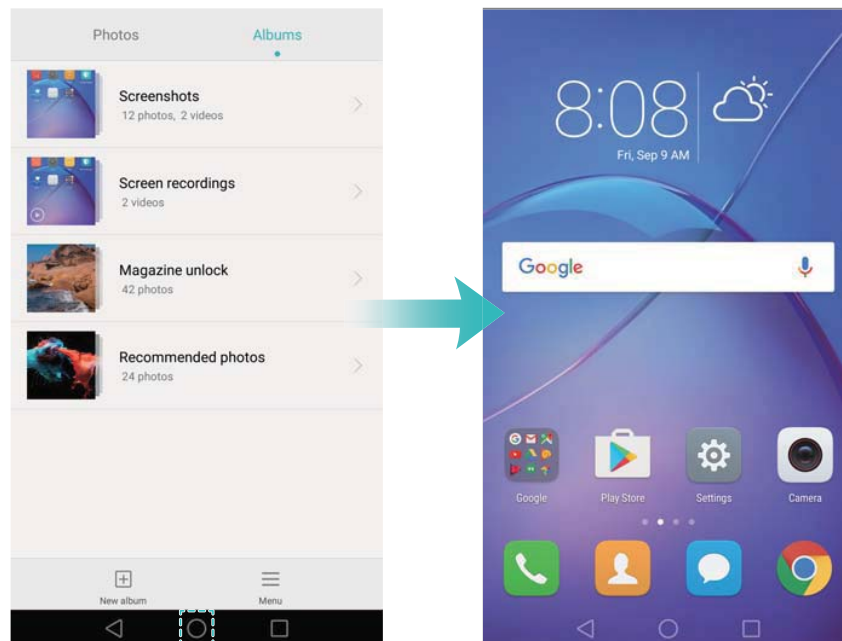 Photos
Albums
Screenshots
12 photos, 2 videos
Screen recordings
2 videos
Magazine unlock
42 photos
Recommended photos
24 photos
New album
Menu
8:08
Fri, Sep 9 AM
Google
Google
Play Store
Settings
Camera